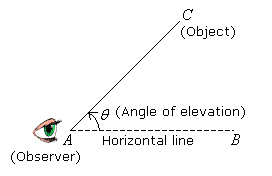 C
(Object)
θ (Angle of elevation)
A
B
Horizontal line
(Observer)